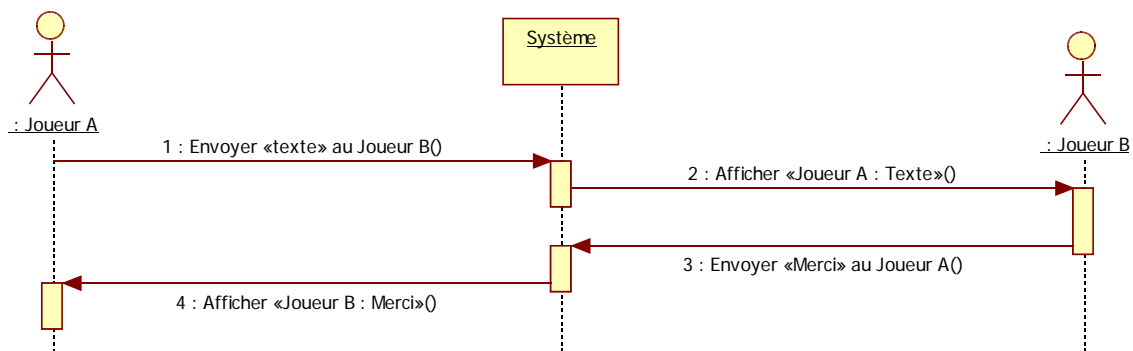 Système
: Joueur A
: Joueur B
1 : Envoyer «texte» au Joueur B()
2 : Afficher «Joueur A : Texte»()
3 : Envoyer «Merci» au Joueur A()
4 : Afficher «Joueur B : Merci»()